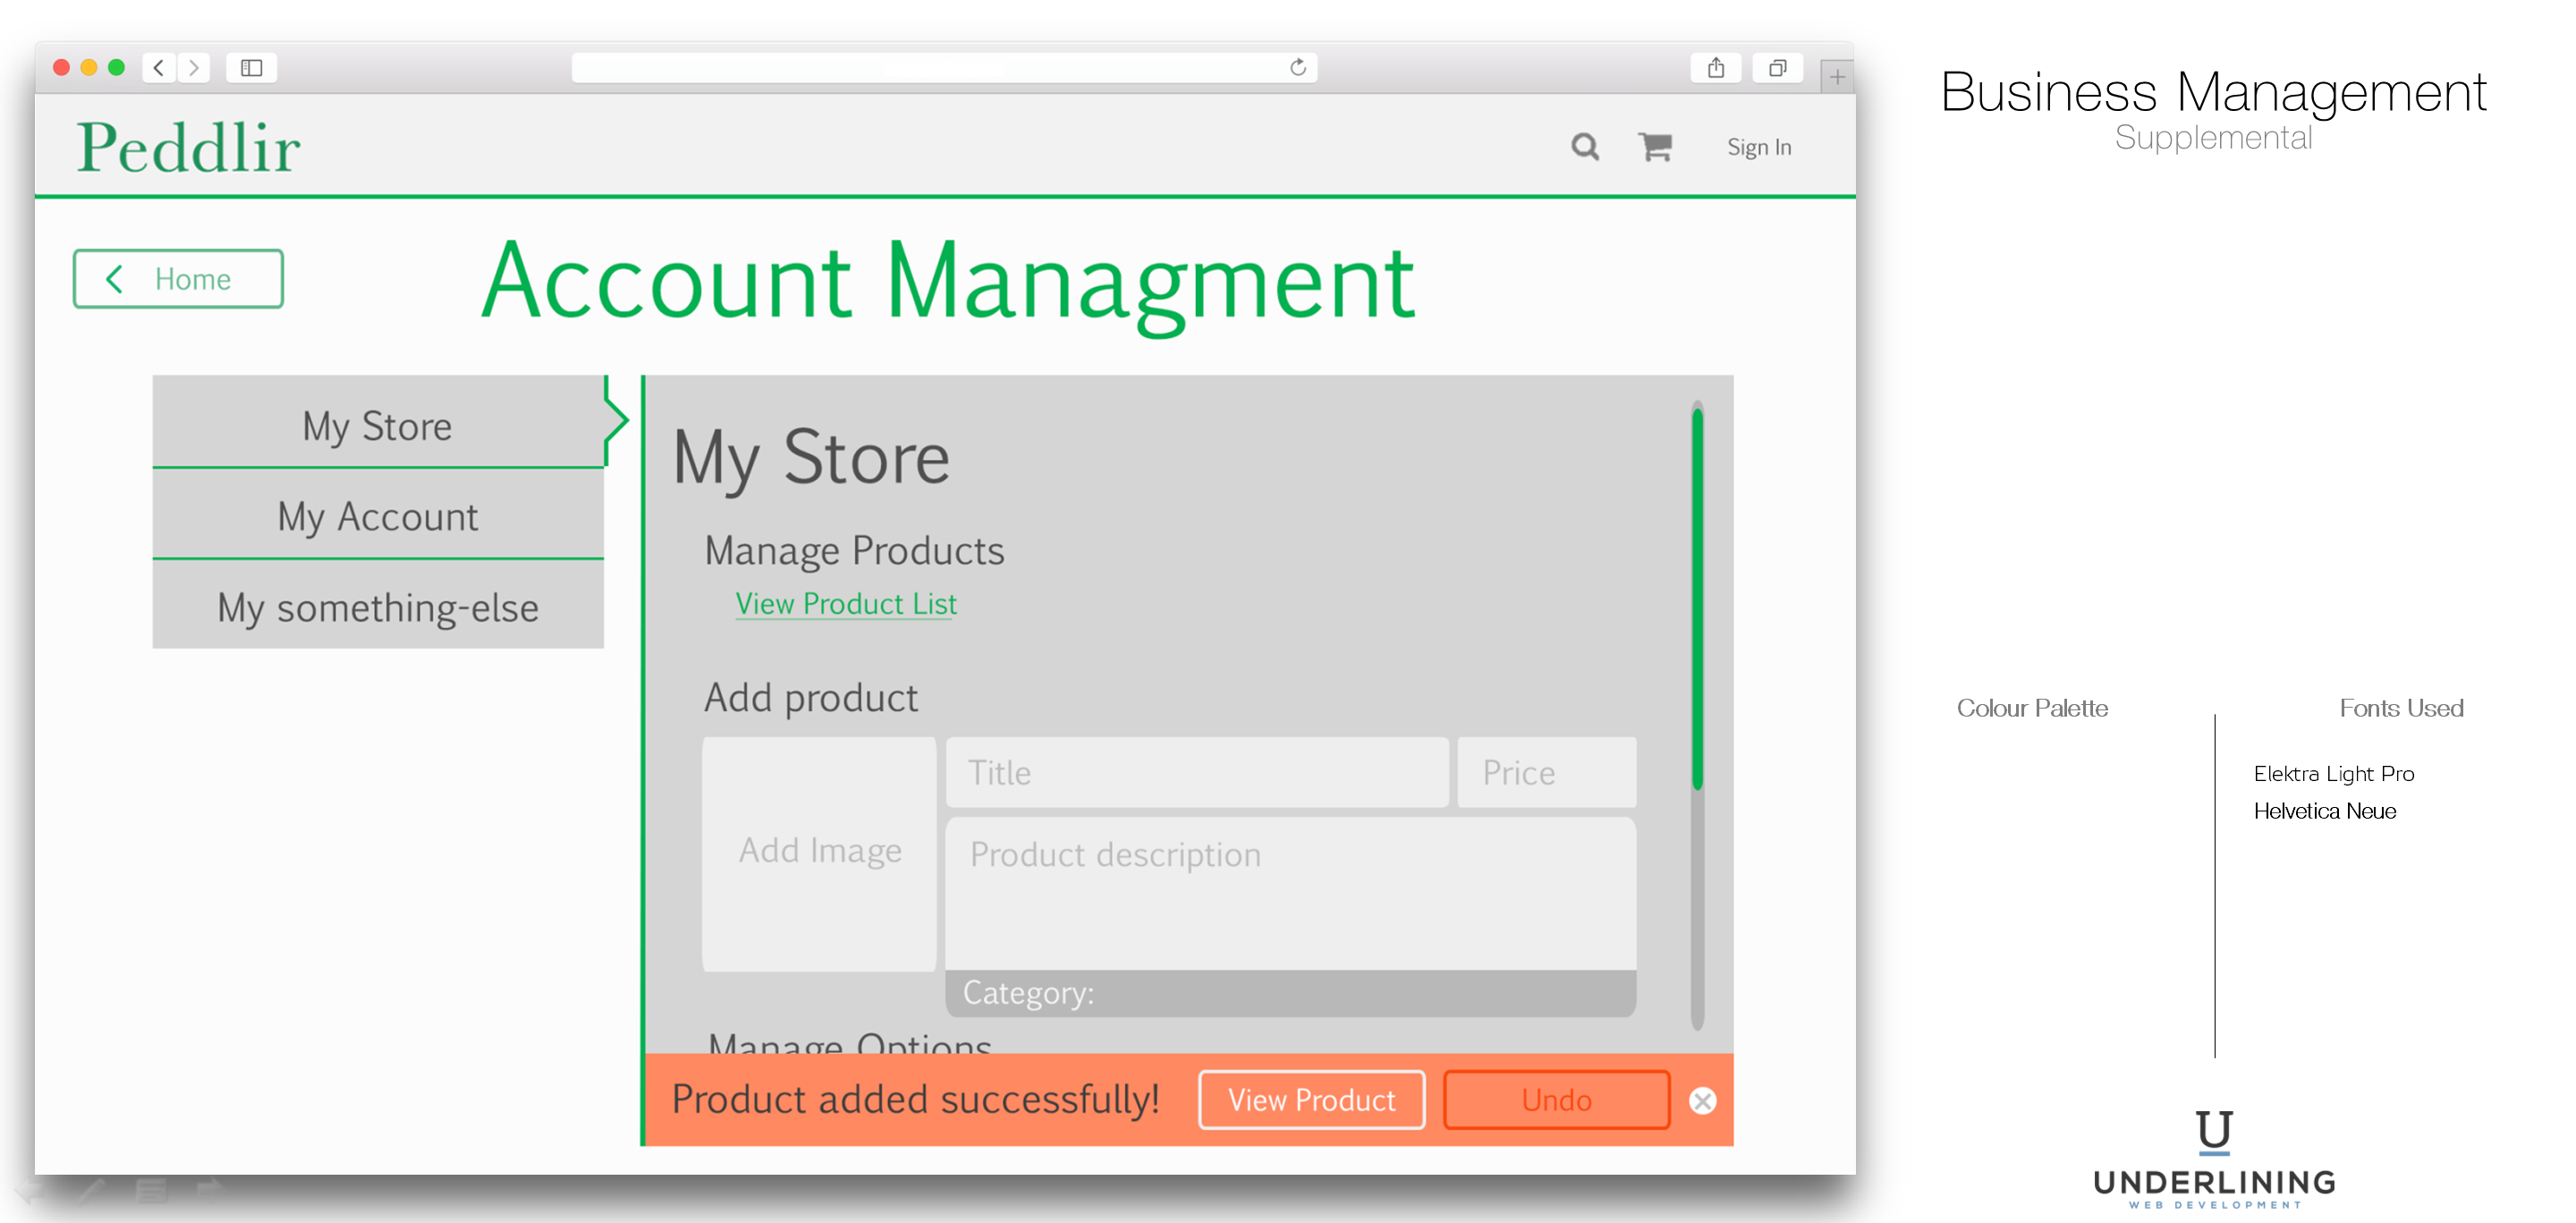 Peddlir
Sign In
Home
Account Managment
My Store
My Account
My something-else
My Store
Manage Products
View Product List
Add product
Add Image
Title
Price
Product description
Category:
Manage Options
Product added successfully!
View Product
Undo
Business Management
Supplemental
Colour Palette
Fonts Used
Elektra Light Pro
Helvetica Neue
U
UNDERLINING
WEB DEVELOPMENT